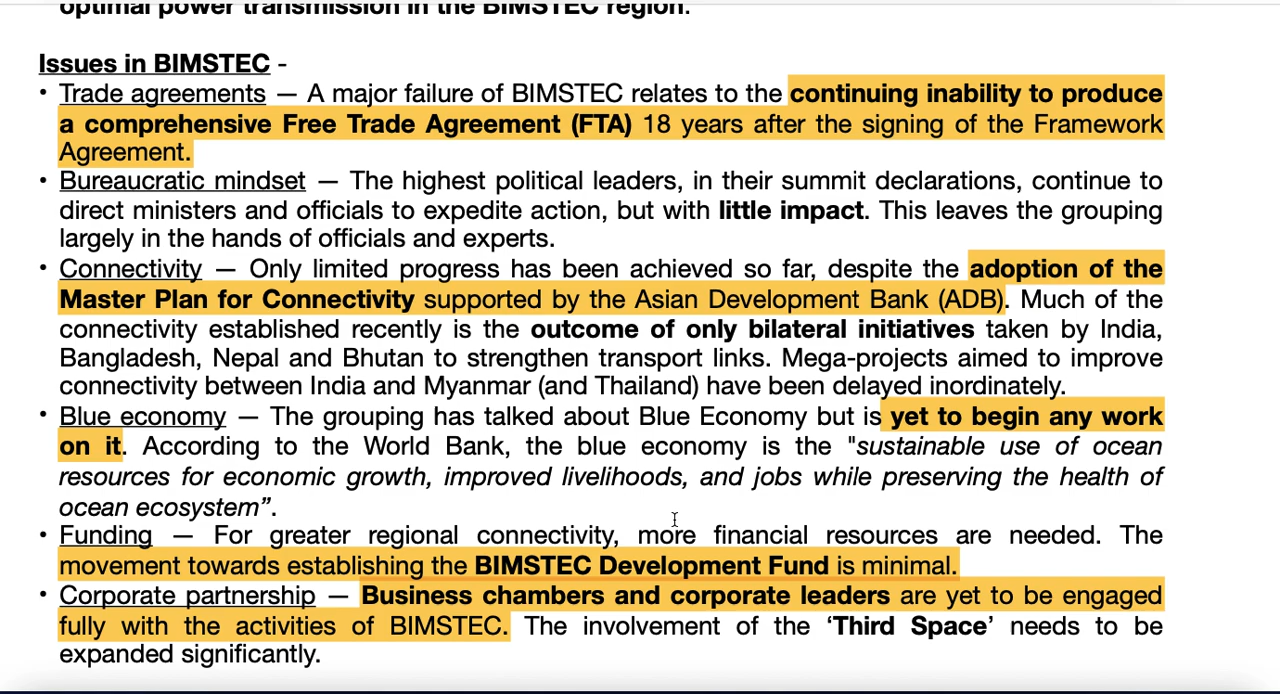 optimal power transmission in the BIMSTEC region.
Issues in BIMSTEC -
• Trade agreements — A major failure of BIMSTEC relates to the continuing inability to produce
a comprehensive Free Trade Agreement (FTA) 18 years after the signing of the Framework
Agreement.
• Bureaucratic mindset — The highest political leaders, in their summit declarations, continue to
direct ministers and officials to expedite action, but with little impact. This leaves the grouping
largely in the hands of officials and experts.
• Connectivity — Only limited progress has been achieved so far, despite the adoption of the
Master Plan for Connectivity supported by the Asian Development Bank (ADB). Much of the
connectivity established recently is the outcome of only bilateral initiatives taken by India,
Bangladesh, Nepal and Bhutan to strengthen transport links. Mega-projects aimed to improve
connectivity between India and Myanmar (and Thailand) have been delayed inordinately.
• Blue economy — The grouping has talked about Blue Economy but is yet to begin any work
on it. According to the World Bank, the blue economy is the "sustainable use of ocean
resources for economic growth, improved livelihoods, and jobs while preserving the health of
ocean ecosystem”.
• Funding — For greater regional connectivity, more financial resources are needed. The
movement towards establishing the BIMSTEC Development Fund is minimal.
• Corporate partnership — Business chambers and corporate leaders are yet to be engaged
fully with the activities of BIMSTEC. The involvement of the ‘Third Space’ needs to be
expanded significantly.